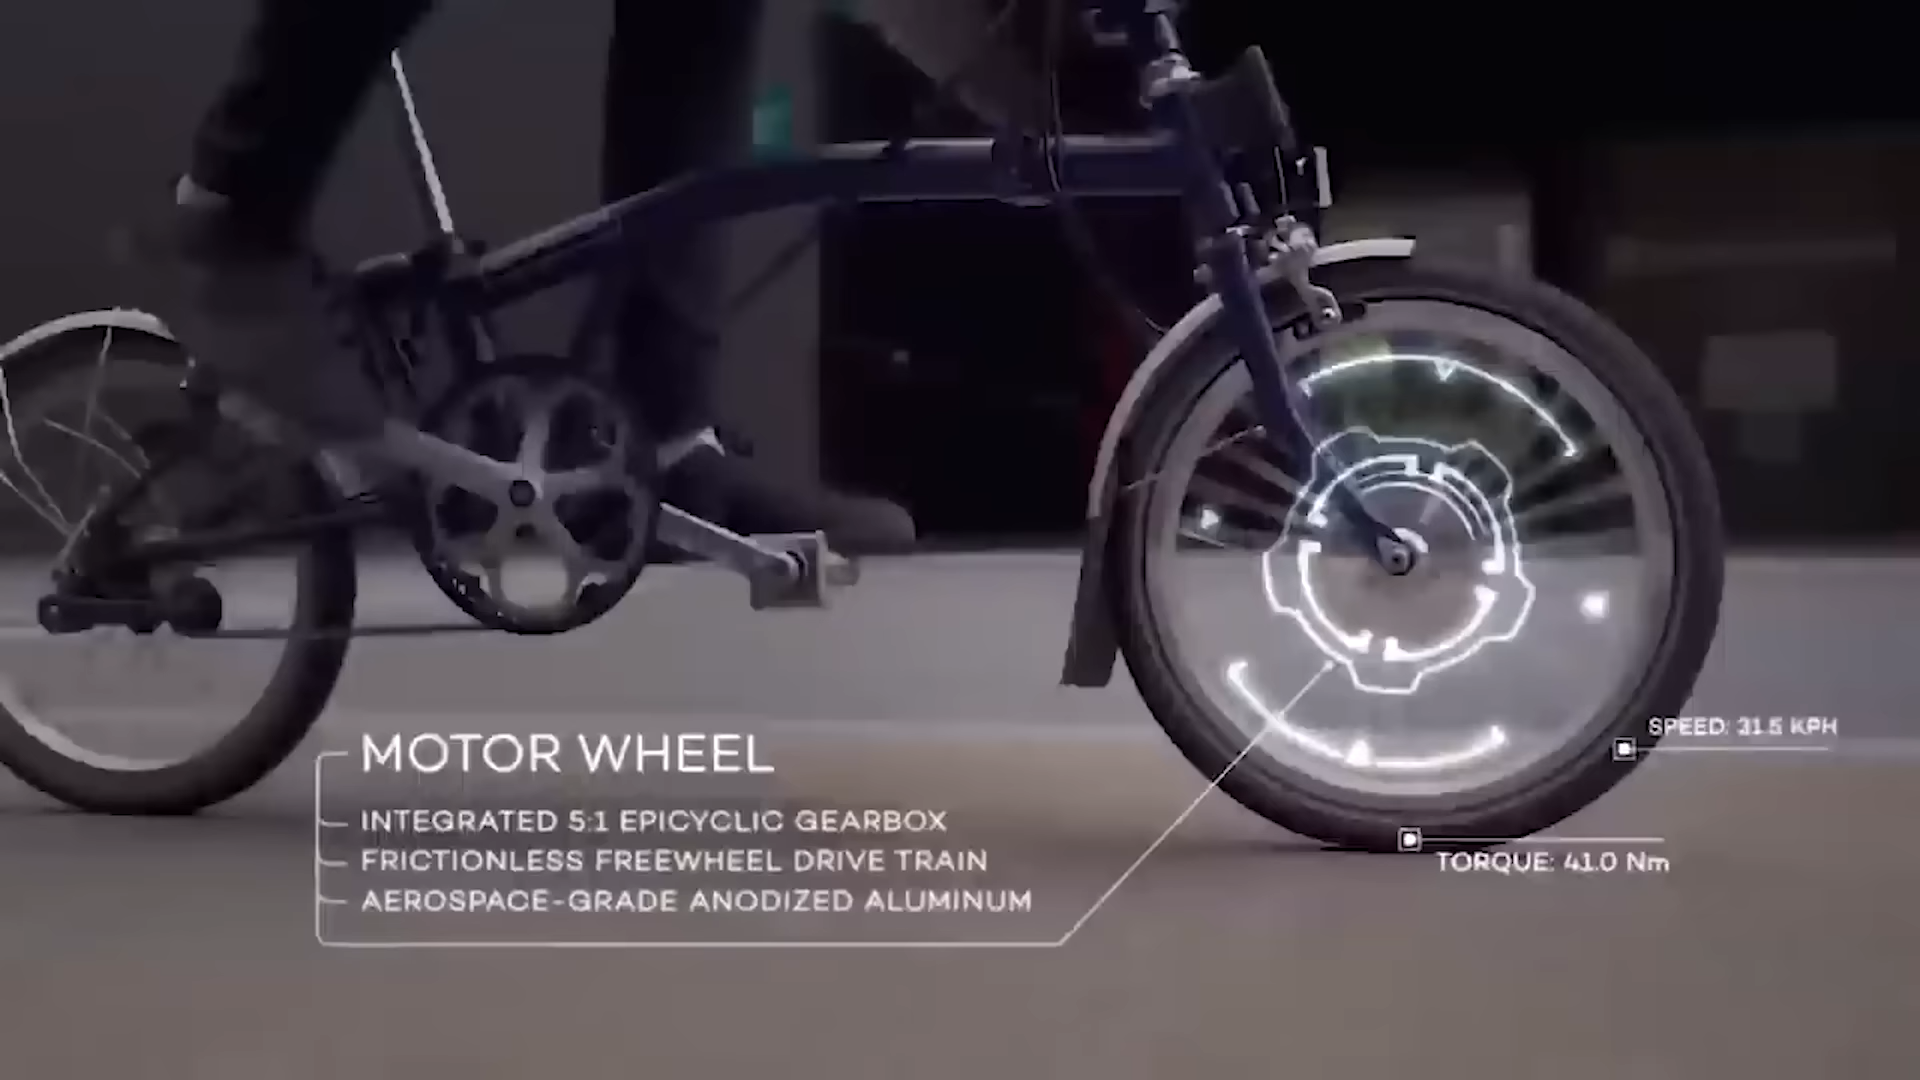 MOTOR WHEEL
INTEGRATED 5:1 EPICYCLIC GEARBOX
FRICTIONLESS FREEWHEEL DRIVE TRAIN
AEROSPACE-GRADE ANODIZED ALUMINUM
SPEED: 31.5 KPH
TORQUE: 41.0 Nm